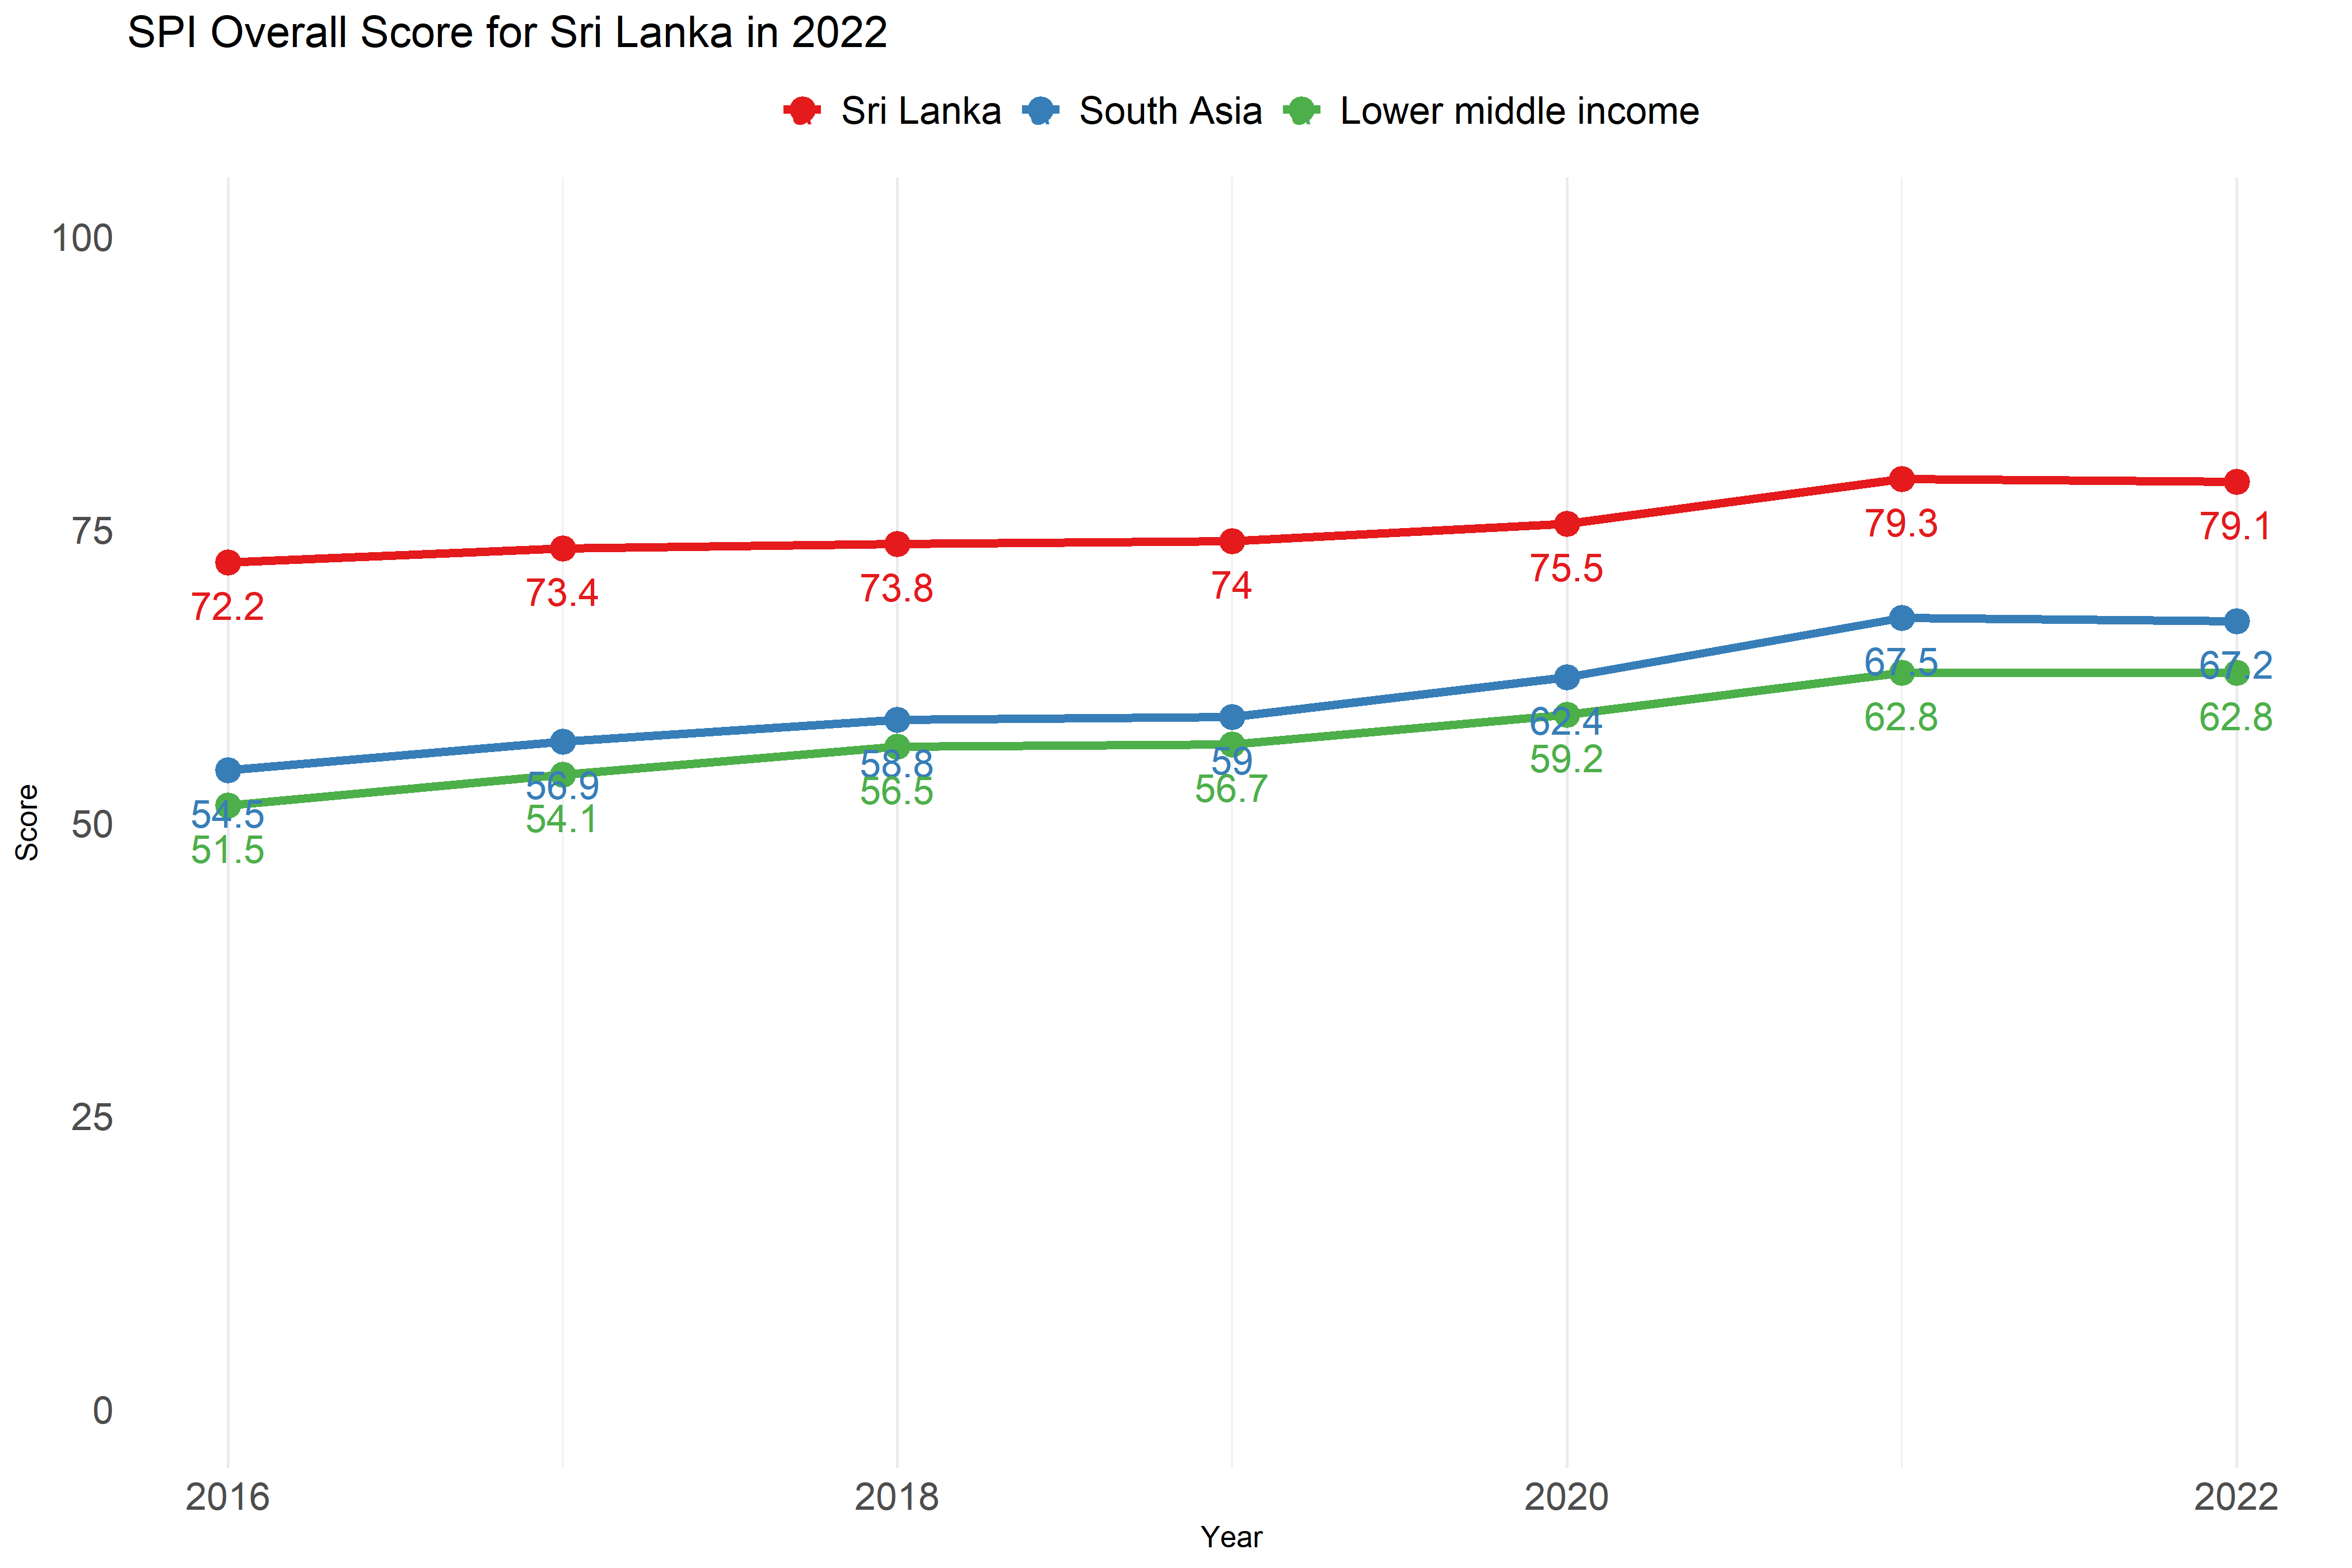 SPI Overall Score for Sri Lanka in 2022
Sri Lanka South Asia Lower middle income
100
75
50
25
0
Score
72.2 73.4 73.8 74 75.5 79.3 79.1
54.5 56.9 58.8 59 62.4 67.5 67.2
51.5 54.1 56.5 56.7 59.2 62.8 62.8
2016 2018 2020 2022
Year